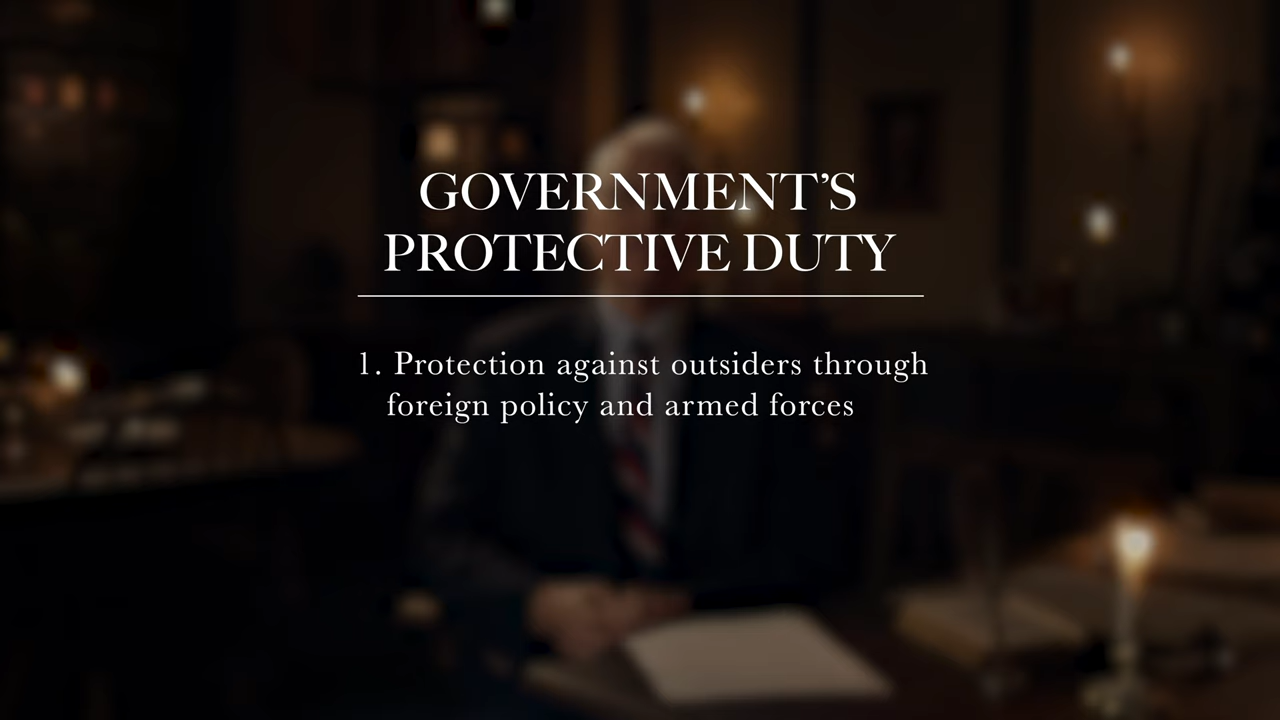 GOVERNMENT’S
PROTECTIVE DUTY
1. Protection against outsiders through
foreign policy and armed forces